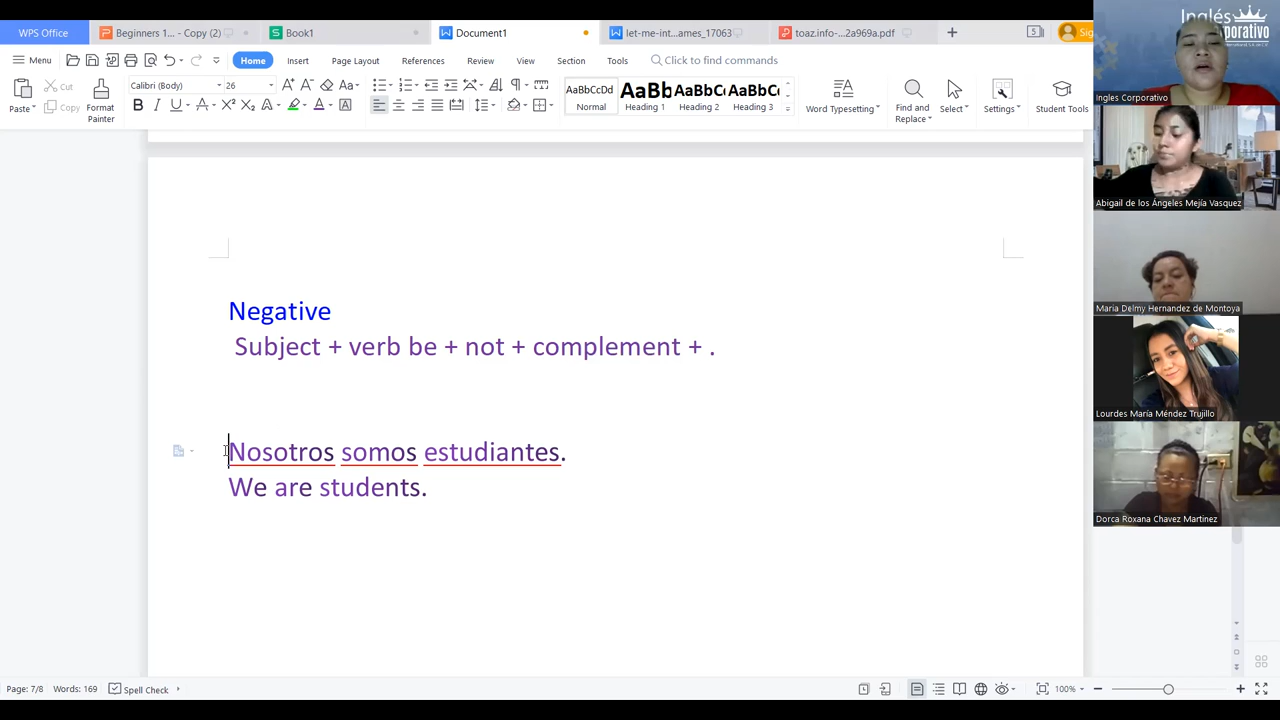 WPS Office
Beginners 1... - Copy (2)
Book1
Document1
let-me-int...ames_17063
toaz.info-...2a969a.pdf
Menu
Home
Insert
Page Layout
References
Review
View
Section
Tools
Click to find commands
Paste
Cut
Copy
Format
Painter
Calibri (Body)
26
AaBbCcDd
Normal
Heading 1
Heading 2
Heading 3
Word Typesetting
Find and
Replace
Select
Settings
Student Tools
Negative
Subject + verb be + not + complement + .
Nosotros somos estudiantes.
We are students.
Page: 7/8
Words: 169
Spell Check
100%
Inglés
Ingles Corporativo
Abigail de los Ángeles Mejía Vasquez
Maria Delmy Hernandez de Montoya
Lourdes María Méndez Trujillo
Dorca Roxana Chavez Martinez